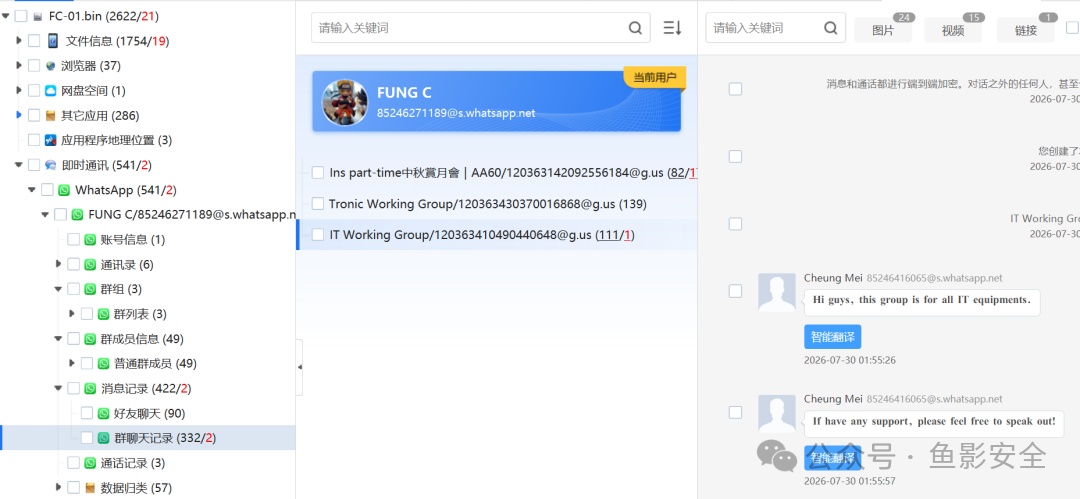 FC-01.bin (2622/21)
文件信息 (1754/19)
浏览器 (37)
网盘空间 (1)
其它应用 (286)
应用程序地理位置 (3)
即时通讯 (541/2)
WhatsApp (541/2)
FUNG C/85246271189@s.whatsapp.n
账号信息 (1)
通讯录 (6)
群组 (3)
群列表 (3)
群成员信息 (49)
普通群成员 (49)
消息记录 (422/2)
好友聊天 (90)
群聊天记录 (332/2)
通话记录 (3)
数据归类 (57)
请输入关键词
当前用户
FUNG C
85246271189@s.whatsapp.net
Ins part-time中秋賞月會 | AA60/120363142092556184@g.us (82/1
Tronic Working Group/120363430370016868@g.us (139)
IT Working Group/120363410490440648@g.us (111/1)
请输入关键词
图片 24
视频 15
链接 1
消息和通话都进行端到端加密。对话之外的任何人，甚至
2026-07-30
您创建了
2026-07-30
IT Working Gro
2026-07-30
Cheung Mei 85246416065@s.whatsapp.net
Hi guys, this group is for all IT equipments.
智能翻译
2026-07-30 01:55:26
Cheung Mei 85246416065@s.whatsapp.net
If have any support, please feel free to speak out!
智能翻译
2026-07-30 01:55:57
公众号 · 鱼影安全